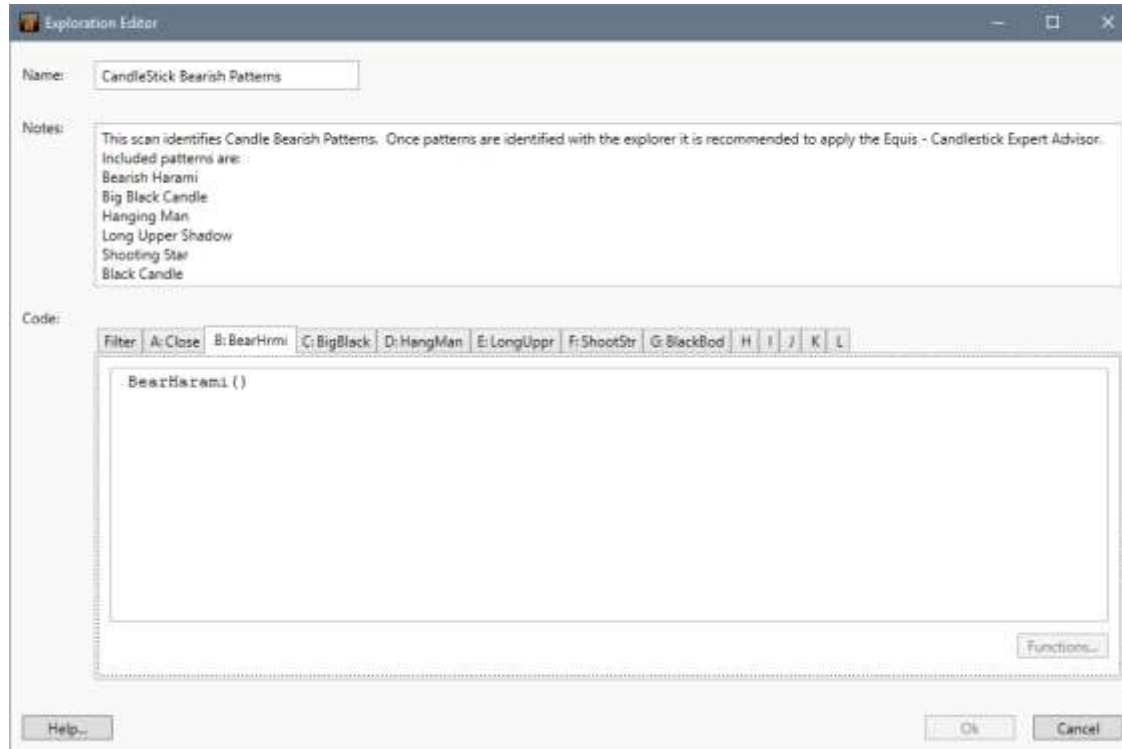 Exploration Editor
Name:
CandleStick Bearish Patterns
Notes:
This scan identifies Candle Bearish Patterns. Once patterns are identified with the explorer it is recommended to apply the Equis - Candlestick Expert Advisor.
Included patterns are:
Bearish Harami
Big Black Candle
Hanging Man
Long Upper Shadow
Shooting Star
Black Candle
Code:
Filter A: Close B: BearHrmi C: BigBlack D: HangMan E: LongUppr F: ShootStr G: BlackBod H I J K L
BearHarami()
Functions...
Help... Ok Cancel